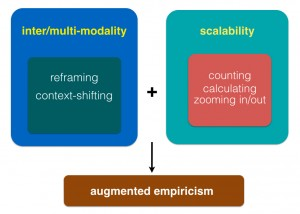 inter/multi-modality
reframing
context-shifting
+
scalability
counting
calculating
zooming in/out
augmented empiricism